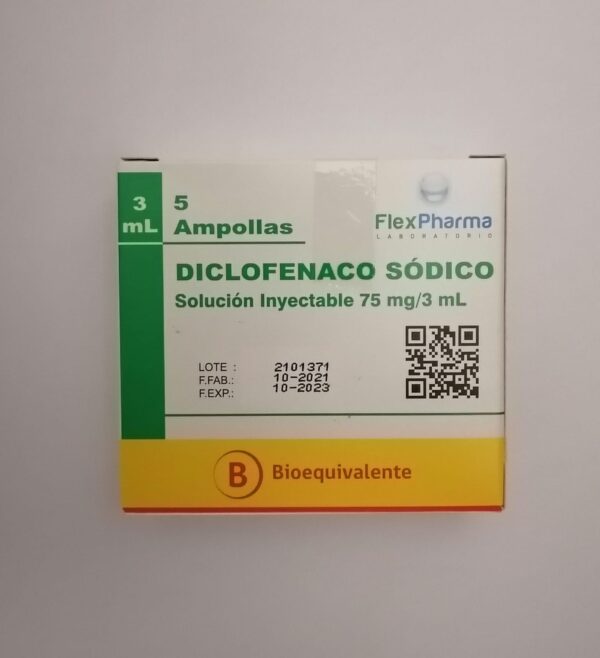 3
mL
5
Ampollas
FlexPharma
LABORATORIO
DICLOFENACO SÓDICO
Solución Inyectable 75 mg/3 mL
LOTE : 2101371
F.FAB.: 10-2021
F.EXP.: 10-2023
B Bioequivalente